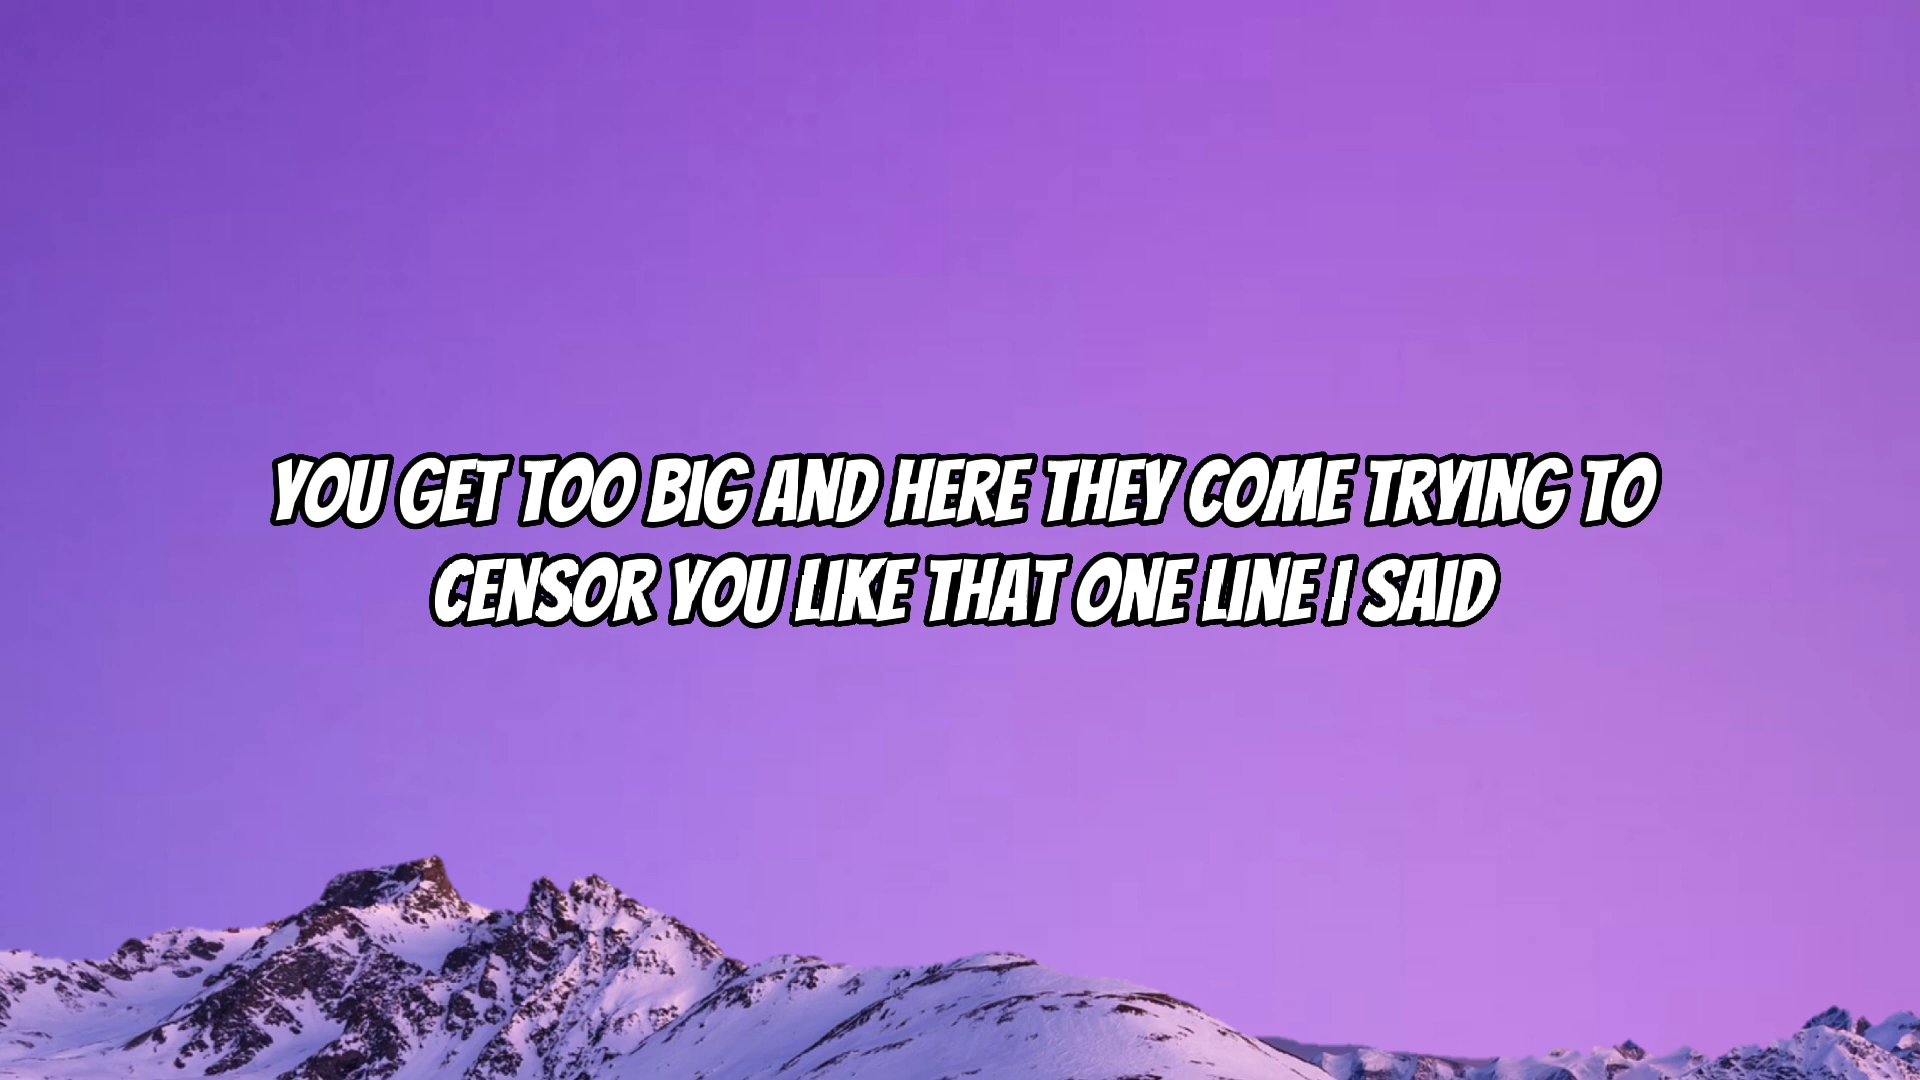 YOU GET TOO BIG AND HERE THEY COME TRYING TO
CENSOR YOU LIKE THAT ONE LINE I SAID